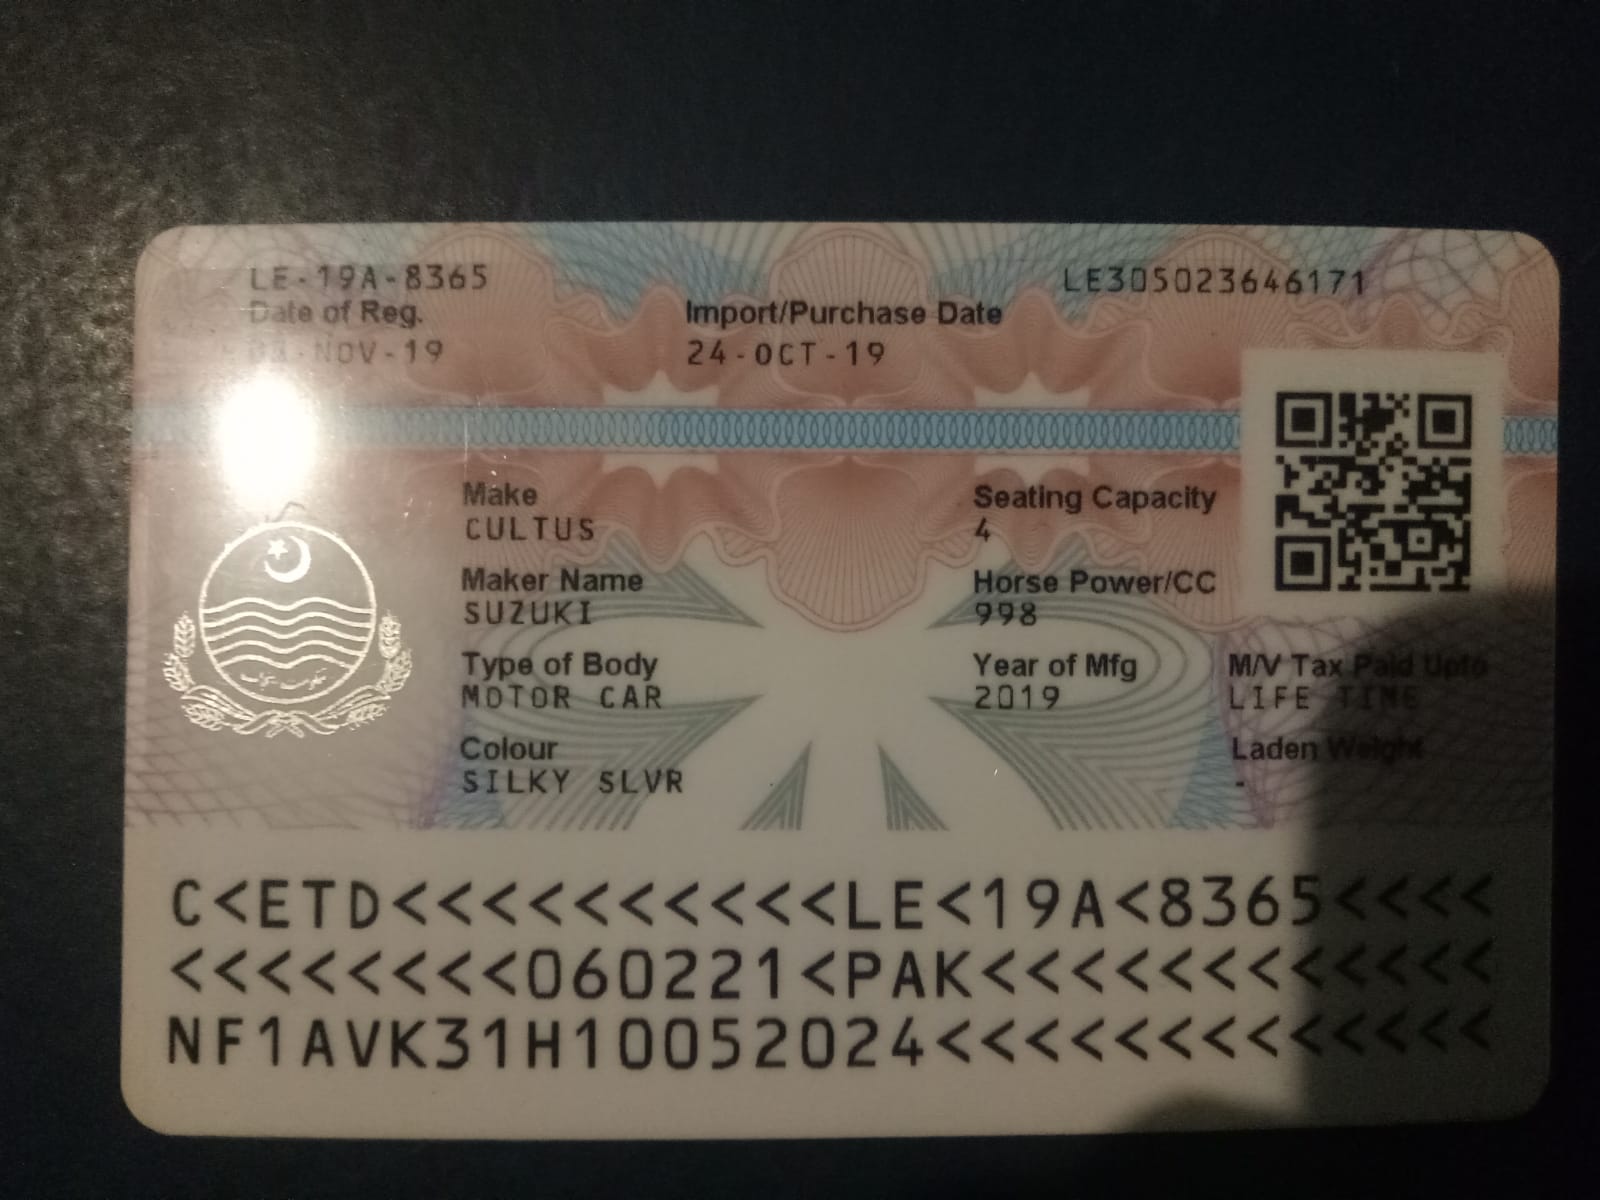 LE-19A-8365 LE305023646171
Date of Reg. Import/Purchase Date
-NOV-19 24-OCT-19
Make Seating Capacity
CULTUS 4
Maker Name Horse Power/CC
SUZUKI 998
Type of Body Year of Mfg M/V Tax Paid Upto
MOTOR CAR 2019 LIFE TIME
Colour Laden Weight
SILKY SLVR -
حکومت پنجاب
C<ETD<<<<<<<<<<LE<19A<8365<<<<
<<<<<<<<060221<PAK<<<<<<<<<<<<
NF1AVK31H10052024<<<<<<<<<<<<<